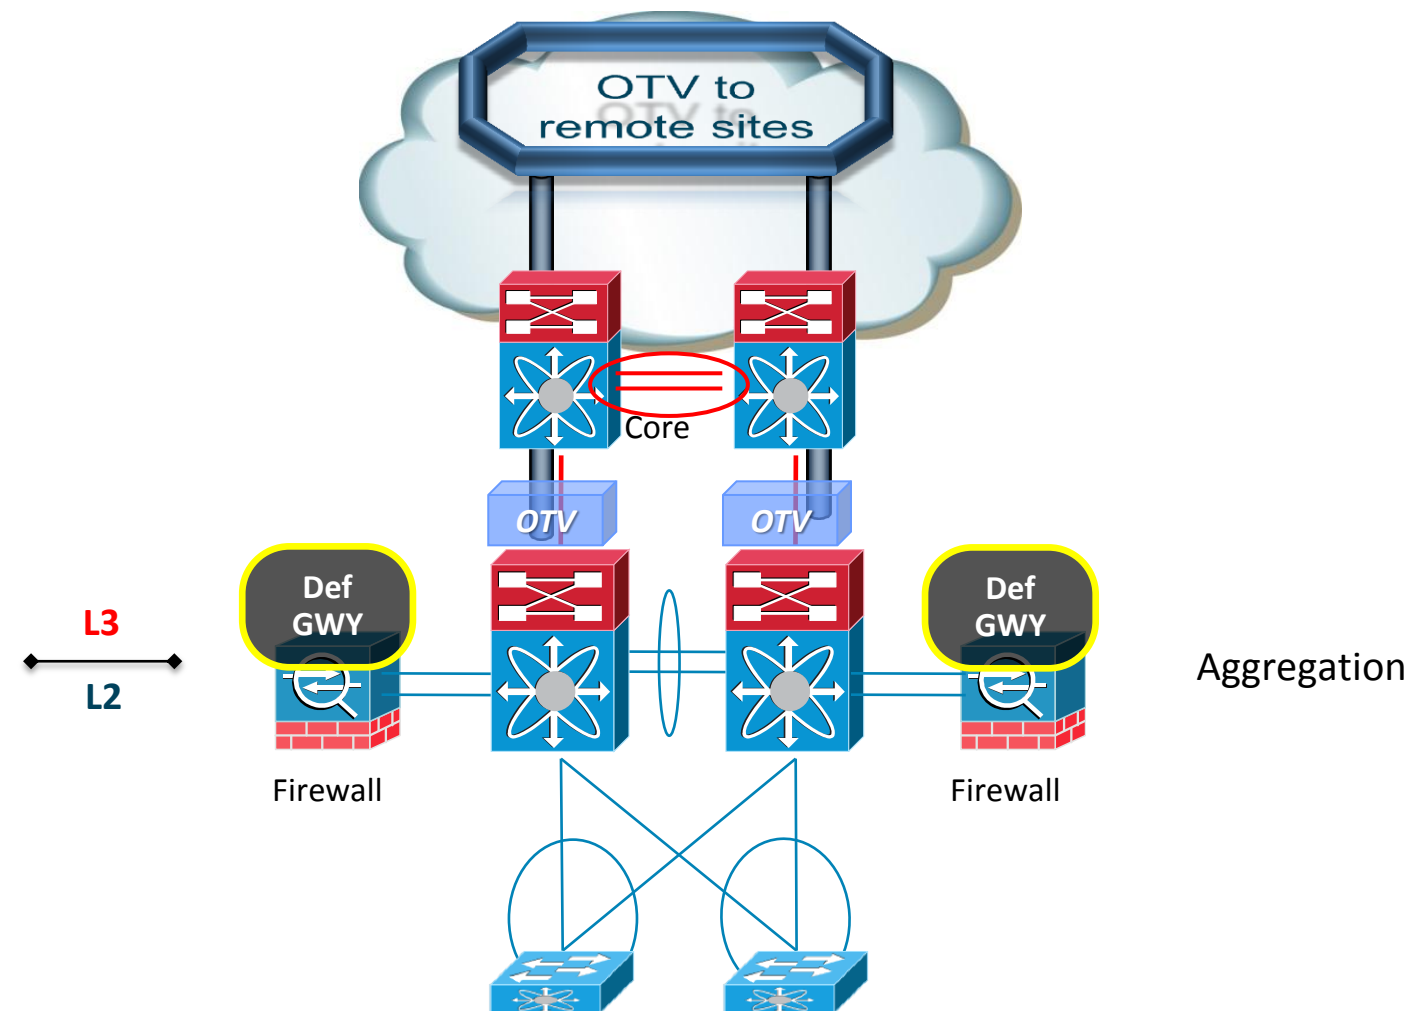 OTV to
remote sites
Core
OTV
OTV
Def
GWY
Def
GWY
L3
L2
Aggregation
Firewall
Firewall